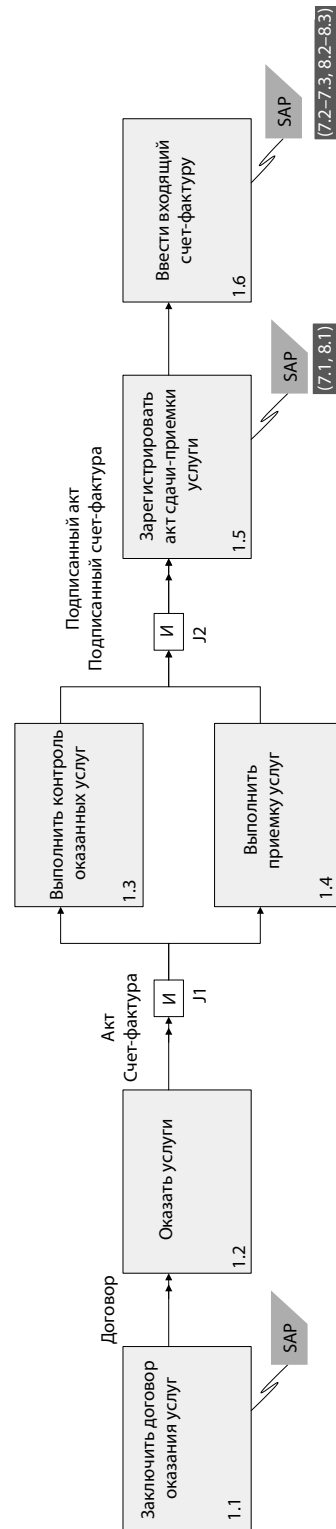 Заключить договор
оказания услуг
1.1
SAP
Договор
Оказать услуги
1.2
Акт
Счет-фактура
И
J1
Выполнить контроль
оказанных услуг
1.3
Выполнить
приемку услуг
1.4
Подписанный акт
Подписанный счет-фактура
И
J2
Зарегистрировать
акт сдачи-приемки
услуги
1.5
SAP
(7.1, 8.1)
Ввести входящий
счет-фактуру
1.6
SAP
(7.2–7.3, 8.2–8.3)